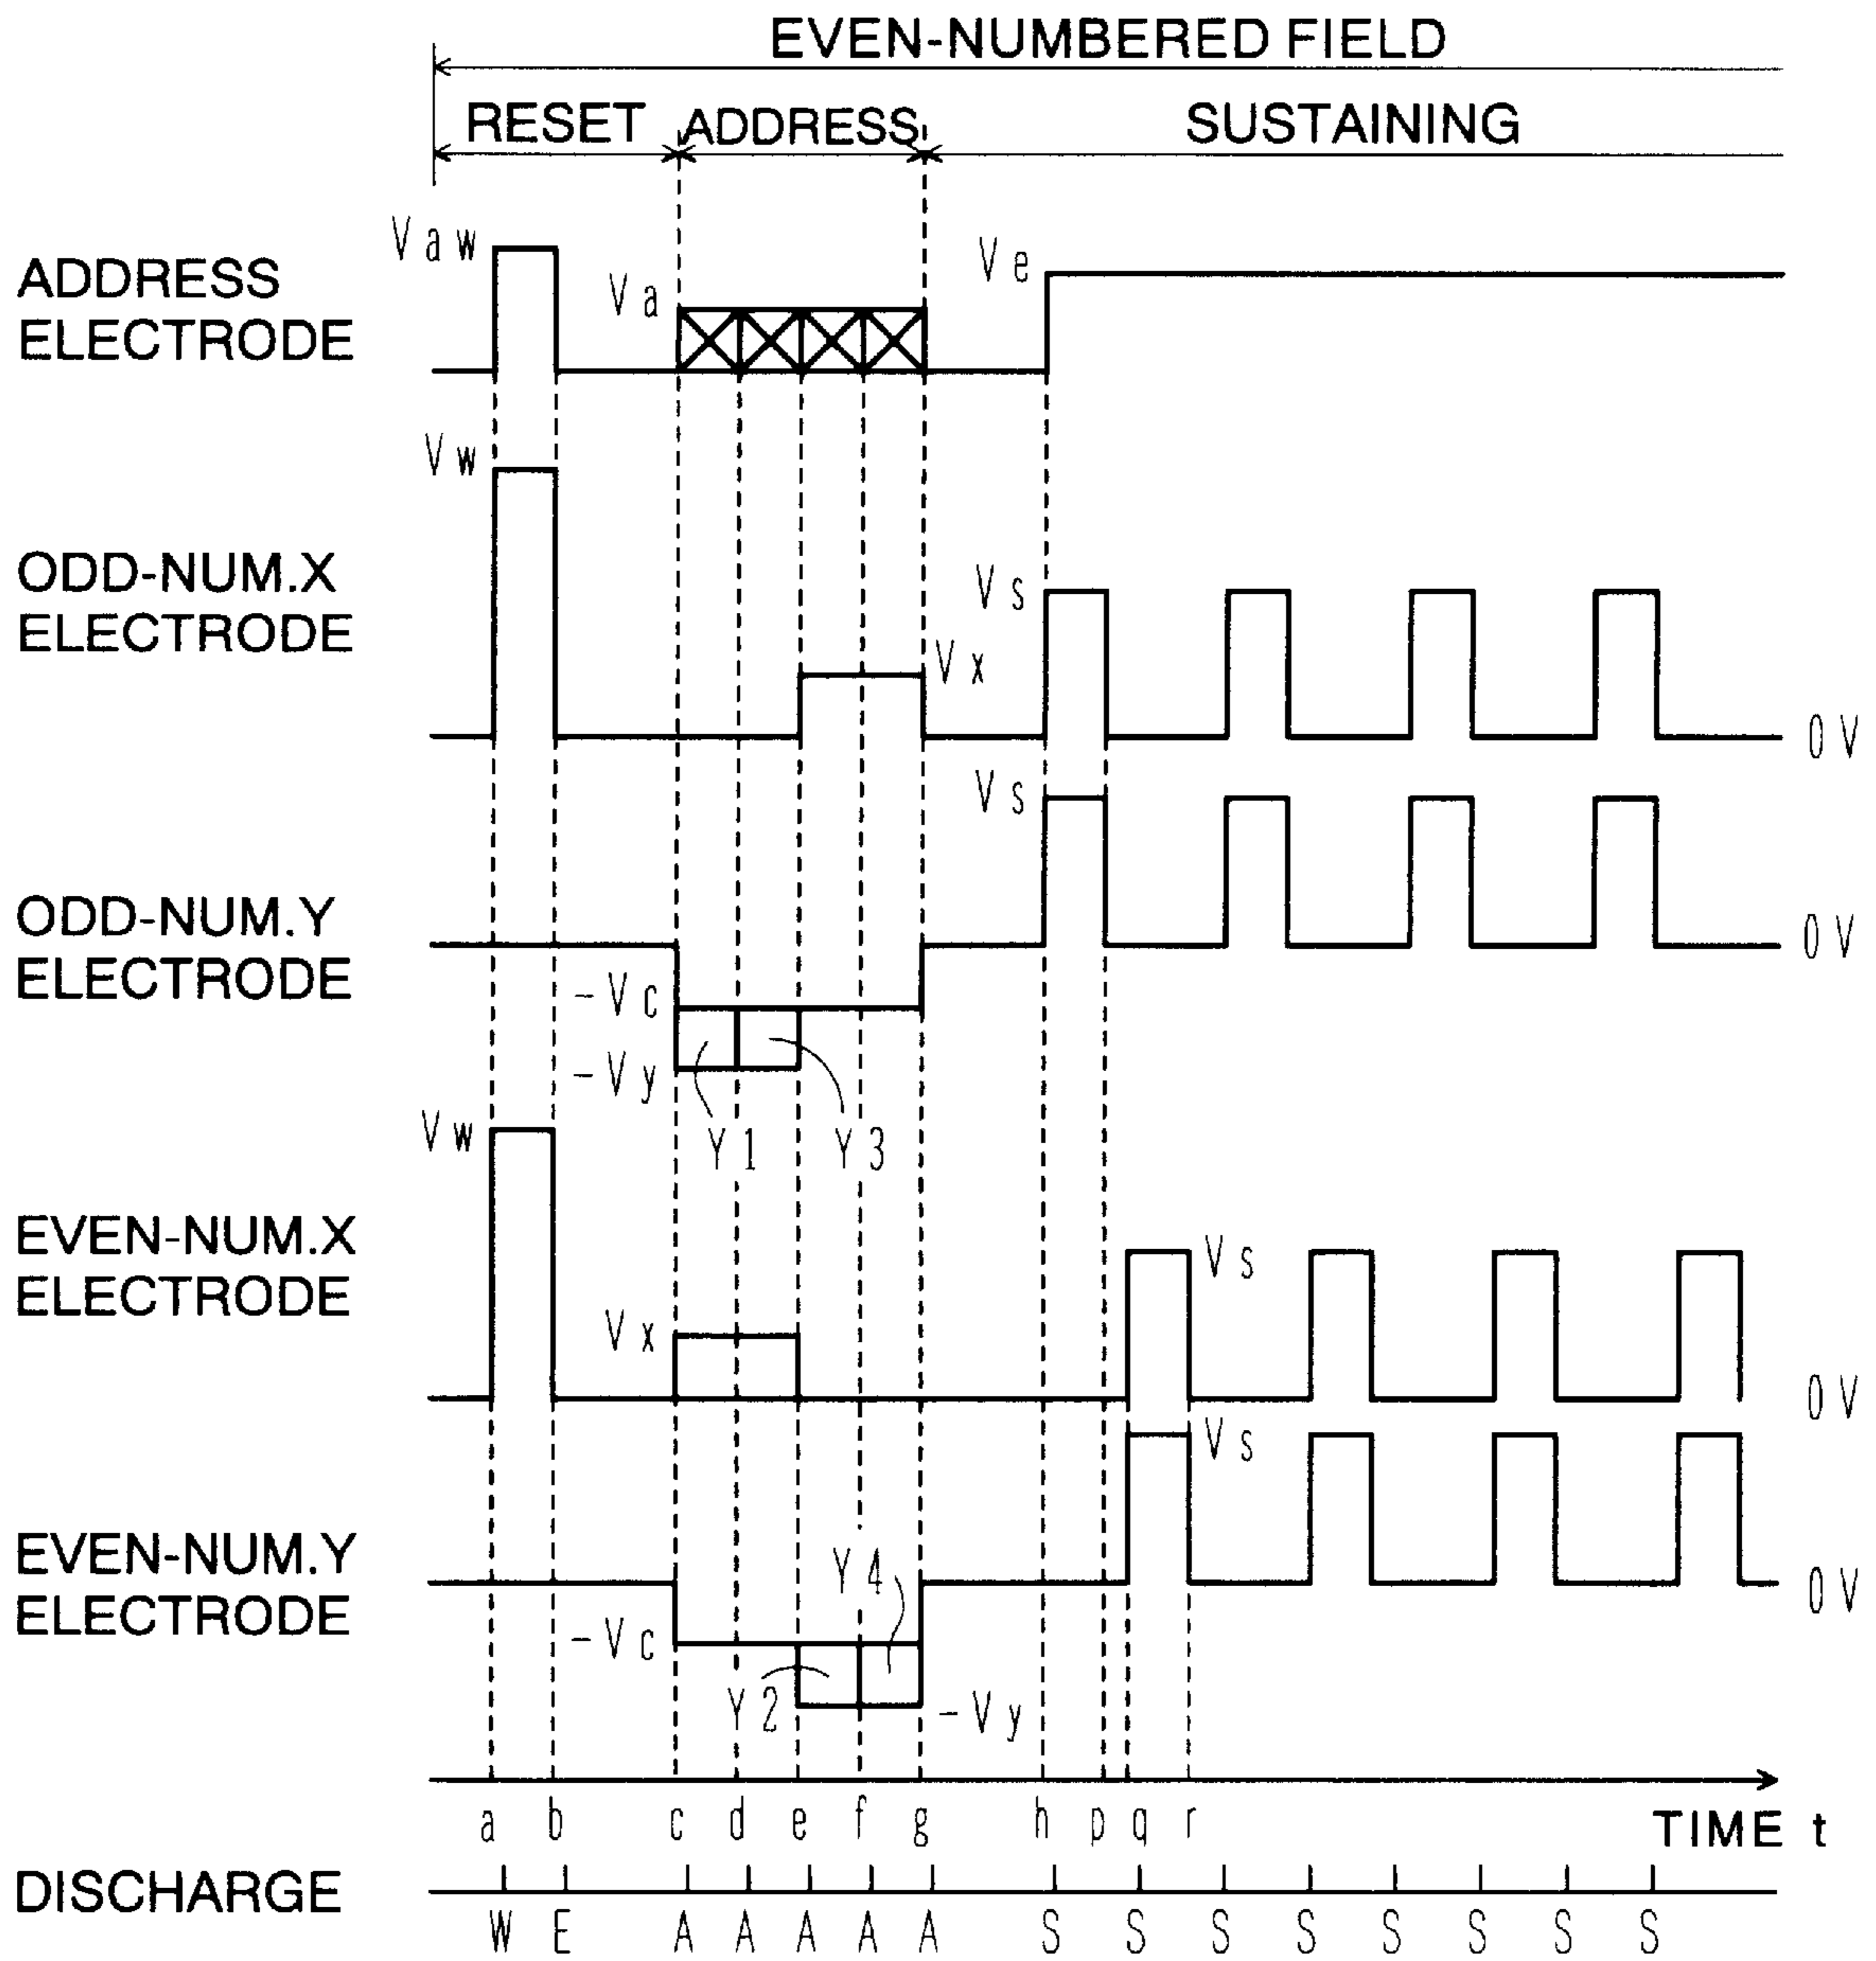 EVEN-NUMBERED FIELD
RESET ADDRESS SUSTAINING
Vaw
Va
Ve
ADDRESS
ELECTRODE
Vw
ODD-NUM.X
ELECTRODE
Vs
Vx
0V
Vs
ODD-NUM.Y
ELECTRODE
0V
-Vc
-Vy
Y1 Y3
Vw
EVEN-NUM.X
ELECTRODE
Vs
Vx
0V
Vs
EVEN-NUM.Y
ELECTRODE
Y4
0V
-Vc
Y2
-Vy
a b c d e f g h p q r
TIME t
DISCHARGE
W E A A A A A S S S S S S S S